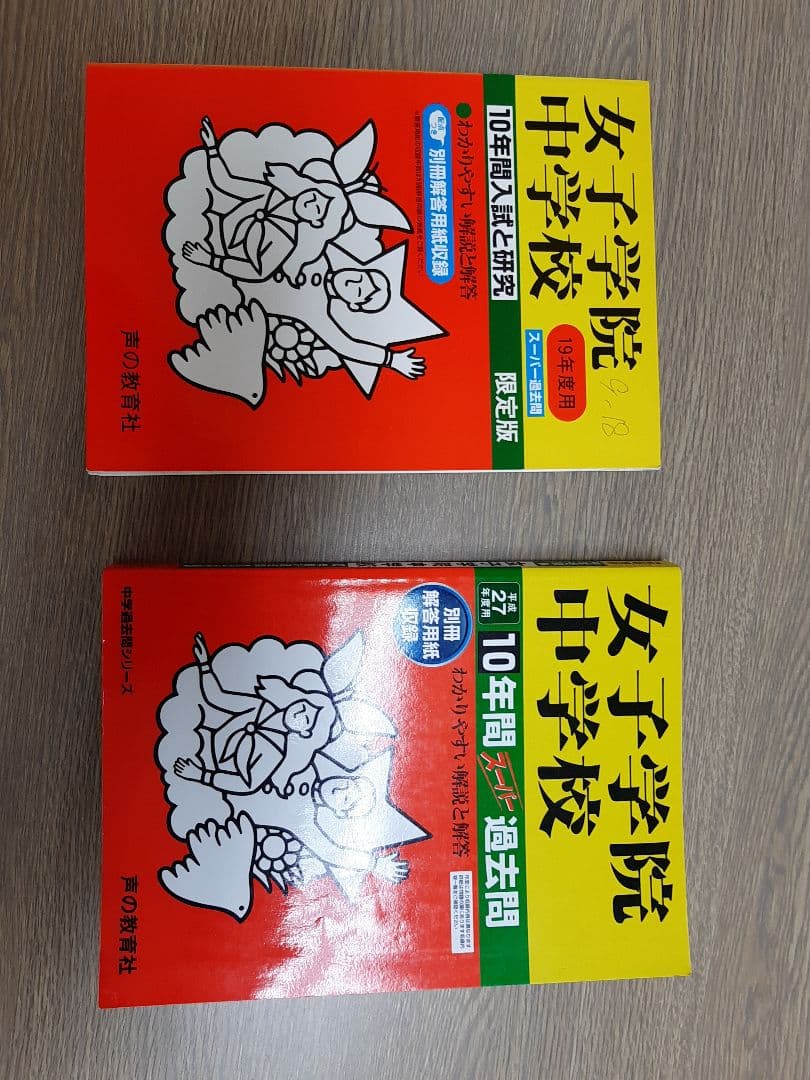 女子学院
中学校
19年度用
スーパー過去問
9~18
10年間入試と研究
限定版
●わかりやすい解説と解答
配点つき
別冊解答用紙収録
声の教育社
女子学院
中学校
平成
27
年度用
10年間スーパー過去問
わかりやすい解説と解答
別冊
解答用紙
収録
中学過去問シリーズ
声の教育社